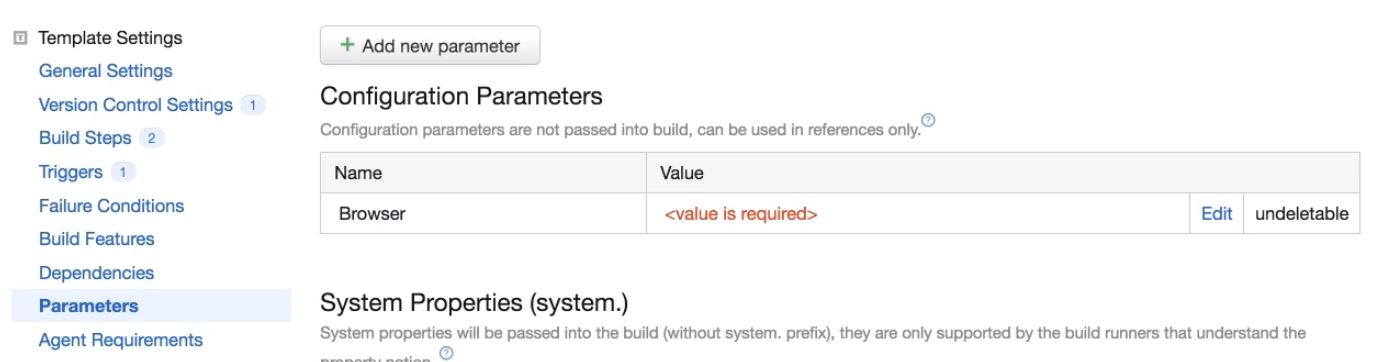 Template Settings
General Settings
Version Control Settings 1
Build Steps 2
Triggers 1
Failure Conditions
Build Features
Dependencies
Parameters
Agent Requirements
+ Add new parameter
Configuration Parameters
Configuration parameters are not passed into build, can be used in references only. ?
Name Value
Browser <value is required> Edit undeletable
System Properties (system.)
System properties will be passed into the build (without system. prefix), they are only supported by the build runners that understand the
property notion. ?